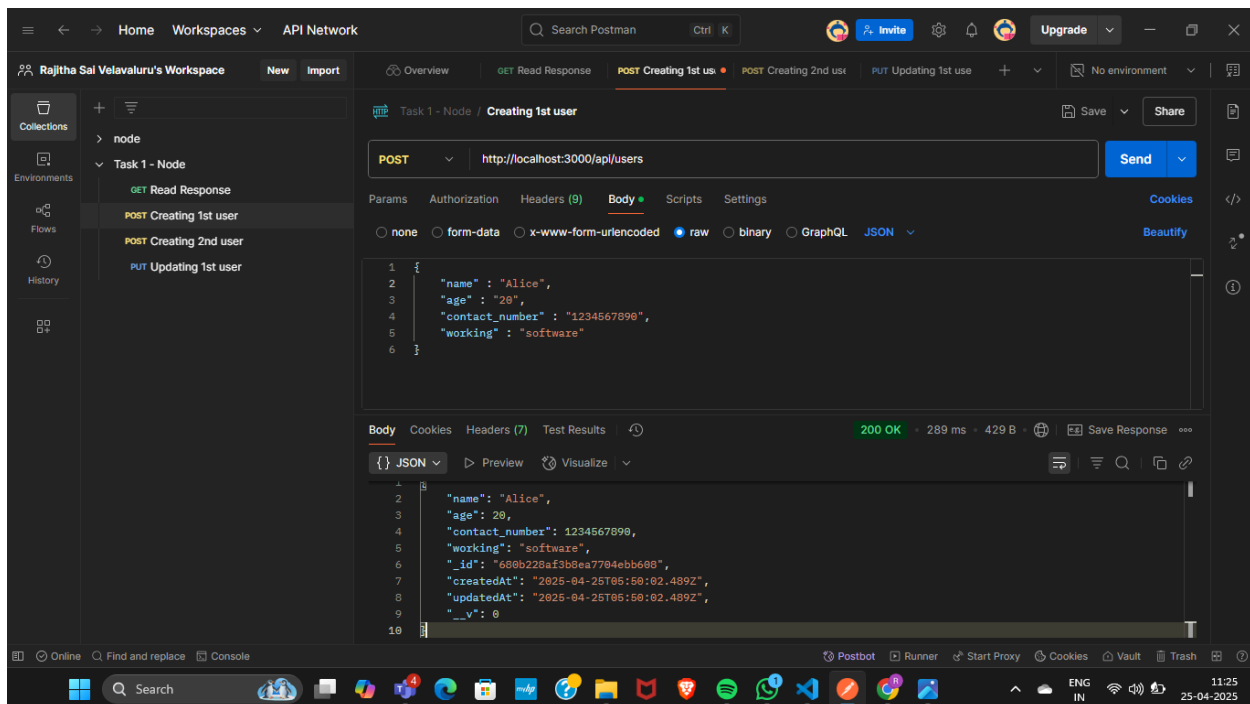 Home Workspaces API Network Search Postman Ctrl K Invite Upgrade
Rajitha Sai Velavaluru's Workspace New Import Overview GET Read Response POST Creating 1st us POST Creating 2nd use PUT Updating 1st use No environment
Collections
Environments
Flows
History
node
Task 1 - Node
GET Read Response
POST Creating 1st user
POST Creating 2nd user
PUT Updating 1st user
HTTP Task 1 - Node / Creating 1st user Save Share
POST http://localhost:3000/api/users Send
Params Authorization Headers (9) Body Scripts Settings Cookies
none form-data x-www-form-urlencoded raw binary GraphQL JSON Beautify
1 {
2 "name" : "Alice",
3 "age" : "20",
4 "contact_number" : "1234567890",
5 "working" : "software"
6 }
Body Cookies Headers (7) Test Results 200 OK 289 ms 429 B Save Response
{} JSON Preview Visualize
1 {
2 "name": "Alice",
3 "age": 20,
4 "contact_number": 1234567890,
5 "working": "software",
6 "_id": "680b228af3b8ea7704ebb608",
7 "createdAt": "2025-04-25T05:50:02.489Z",
8 "updatedAt": "2025-04-25T05:50:02.489Z",
9 "__v": 0
10 }
Online Find and replace Console Postbot Runner Start Proxy Cookies Vault Trash
Search myhp 4 1 R ENG 11:25
IN 25-04-2025